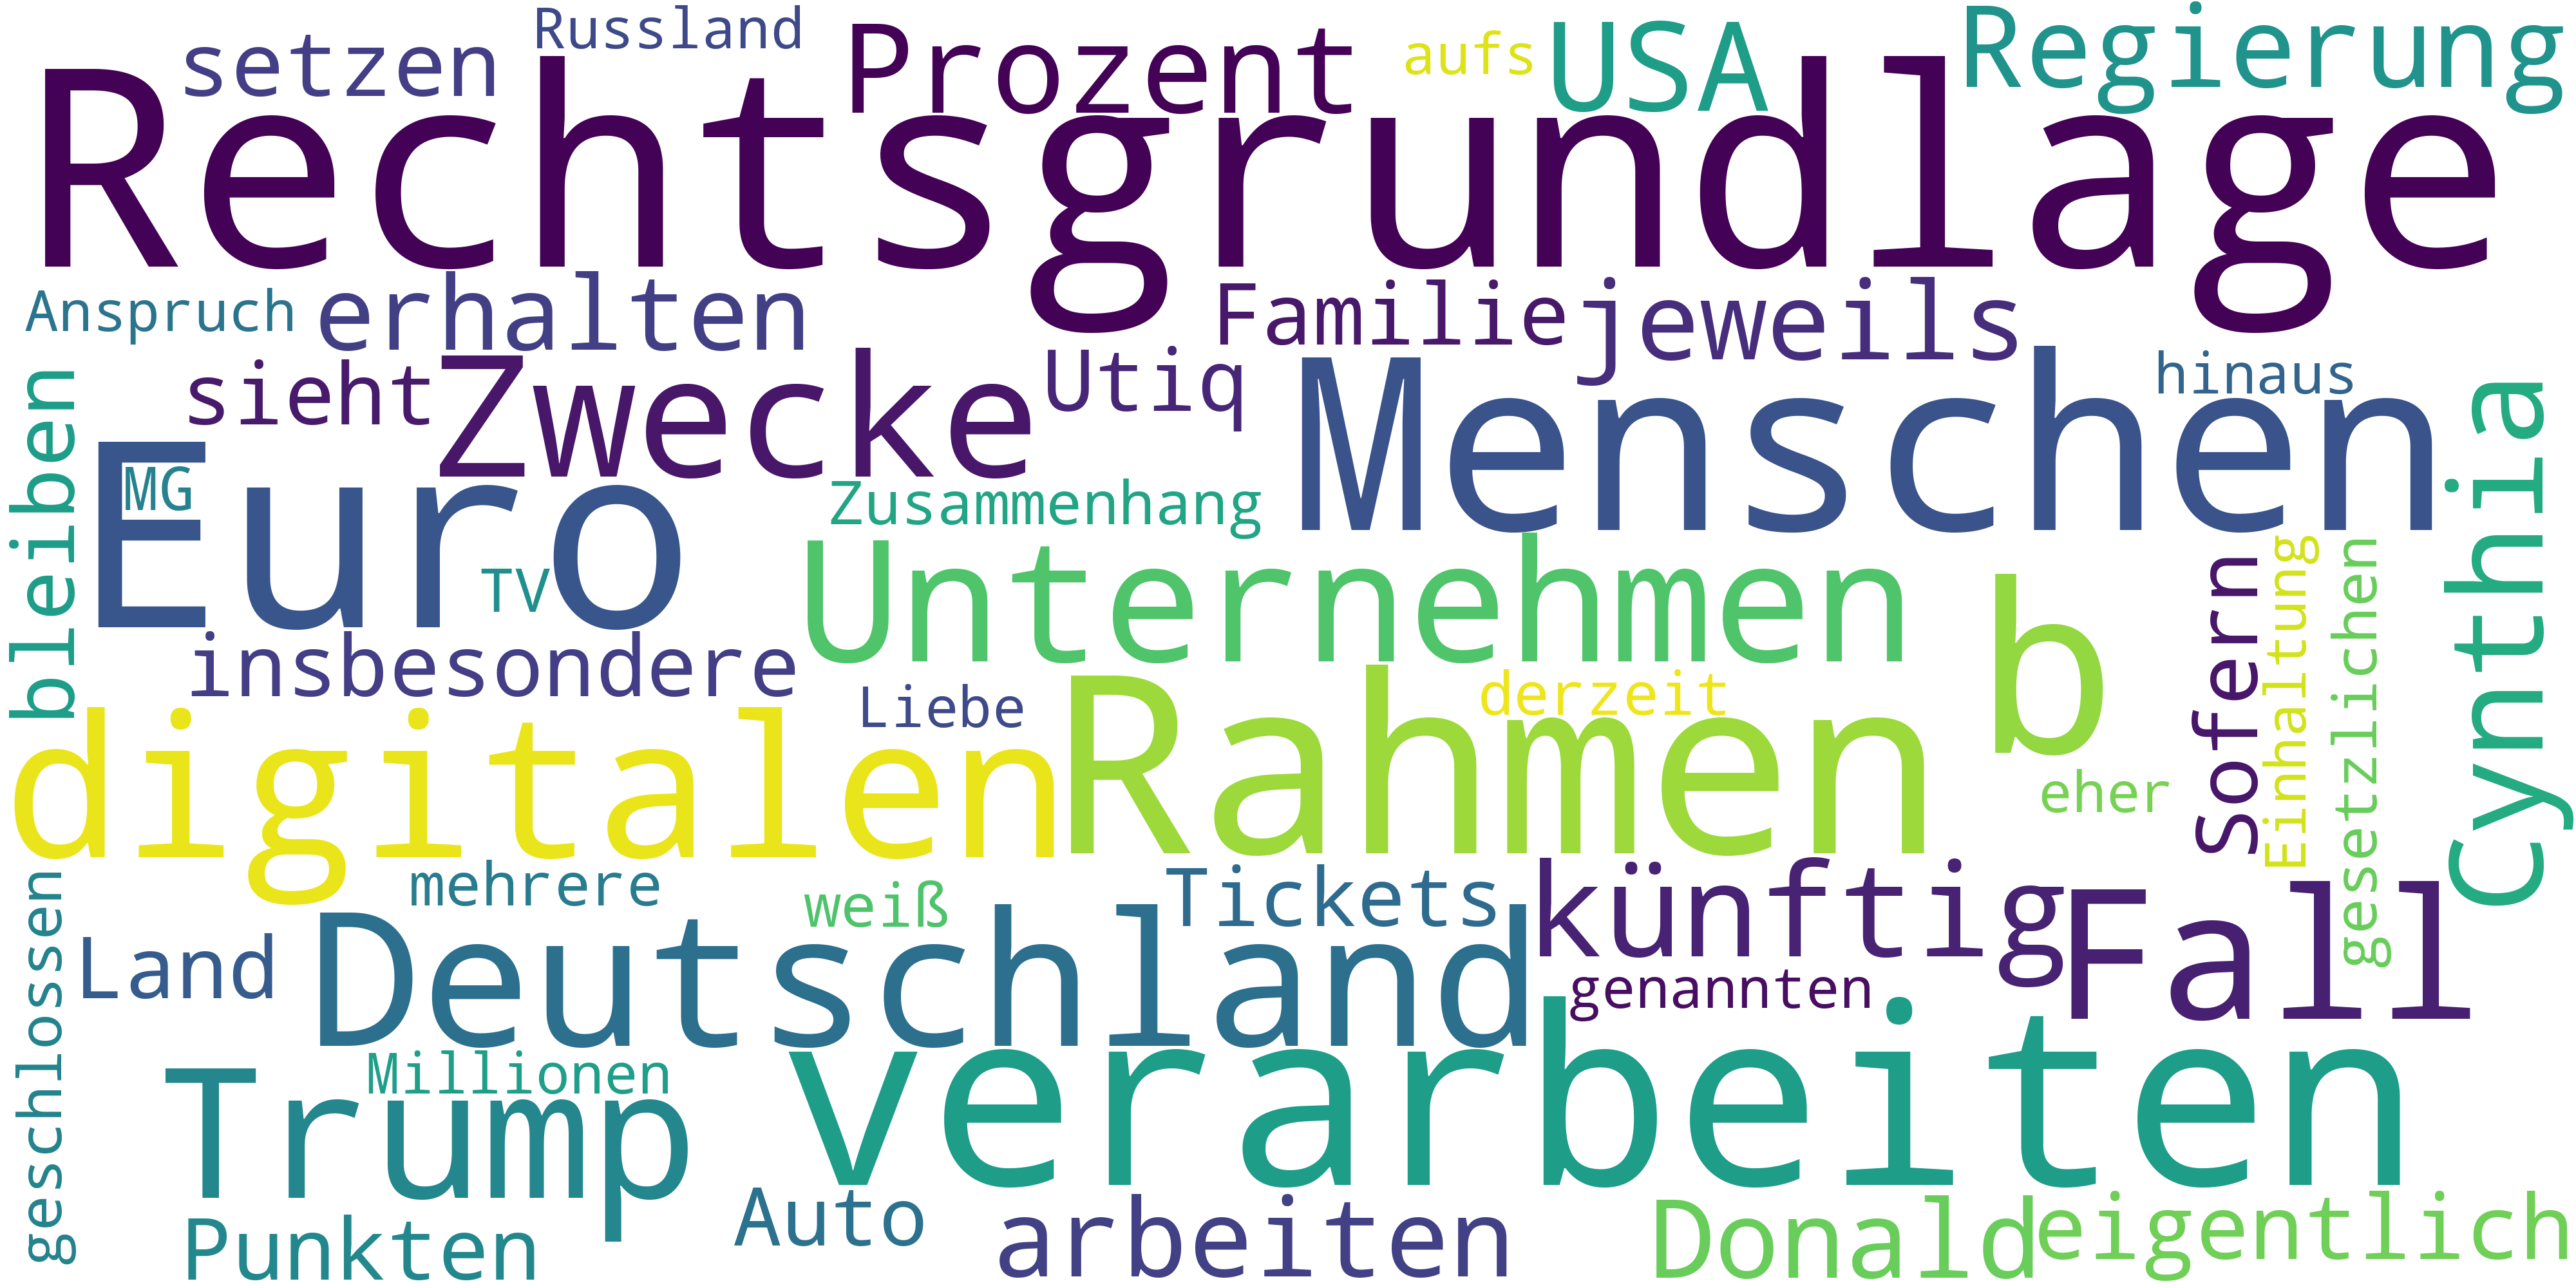 Russland
setzen
Prozent
aufs
USA
Regierung
Rechtsgrundlage
Anspruch
erhalten
Familie
jeweils
sieht
Zwecke
Utiq
Menschen
hinaus
bleiben
Euro
MG
TV
Zusammenhang
Unternehmen
b
Sofern
Einhaltung
gesetzlichen
Cynthia
insbesondere
Liebe
derzeit
digitalen
Rahmen
eher
mehrere
weiß
Tickets
künftig
Fall
geschlossen
Land
Deutschland
genannten
Millionen
Trump
verarbeiten
Punkten
Auto
arbeiten
Donald
eigentlich